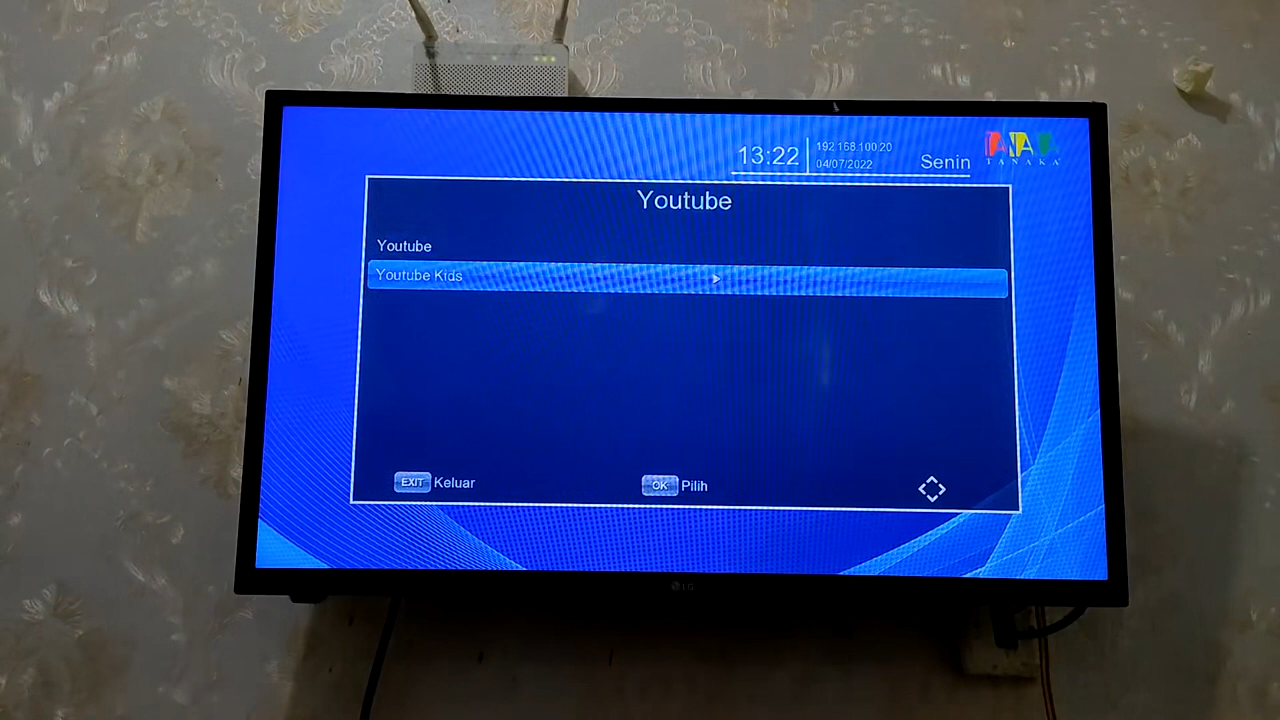 13:22
192.168.100.20
04/07/2022
Senin
TANAKA
Youtube
Youtube
Youtube Kids
EXIT Keluar
OK Pilih
LG